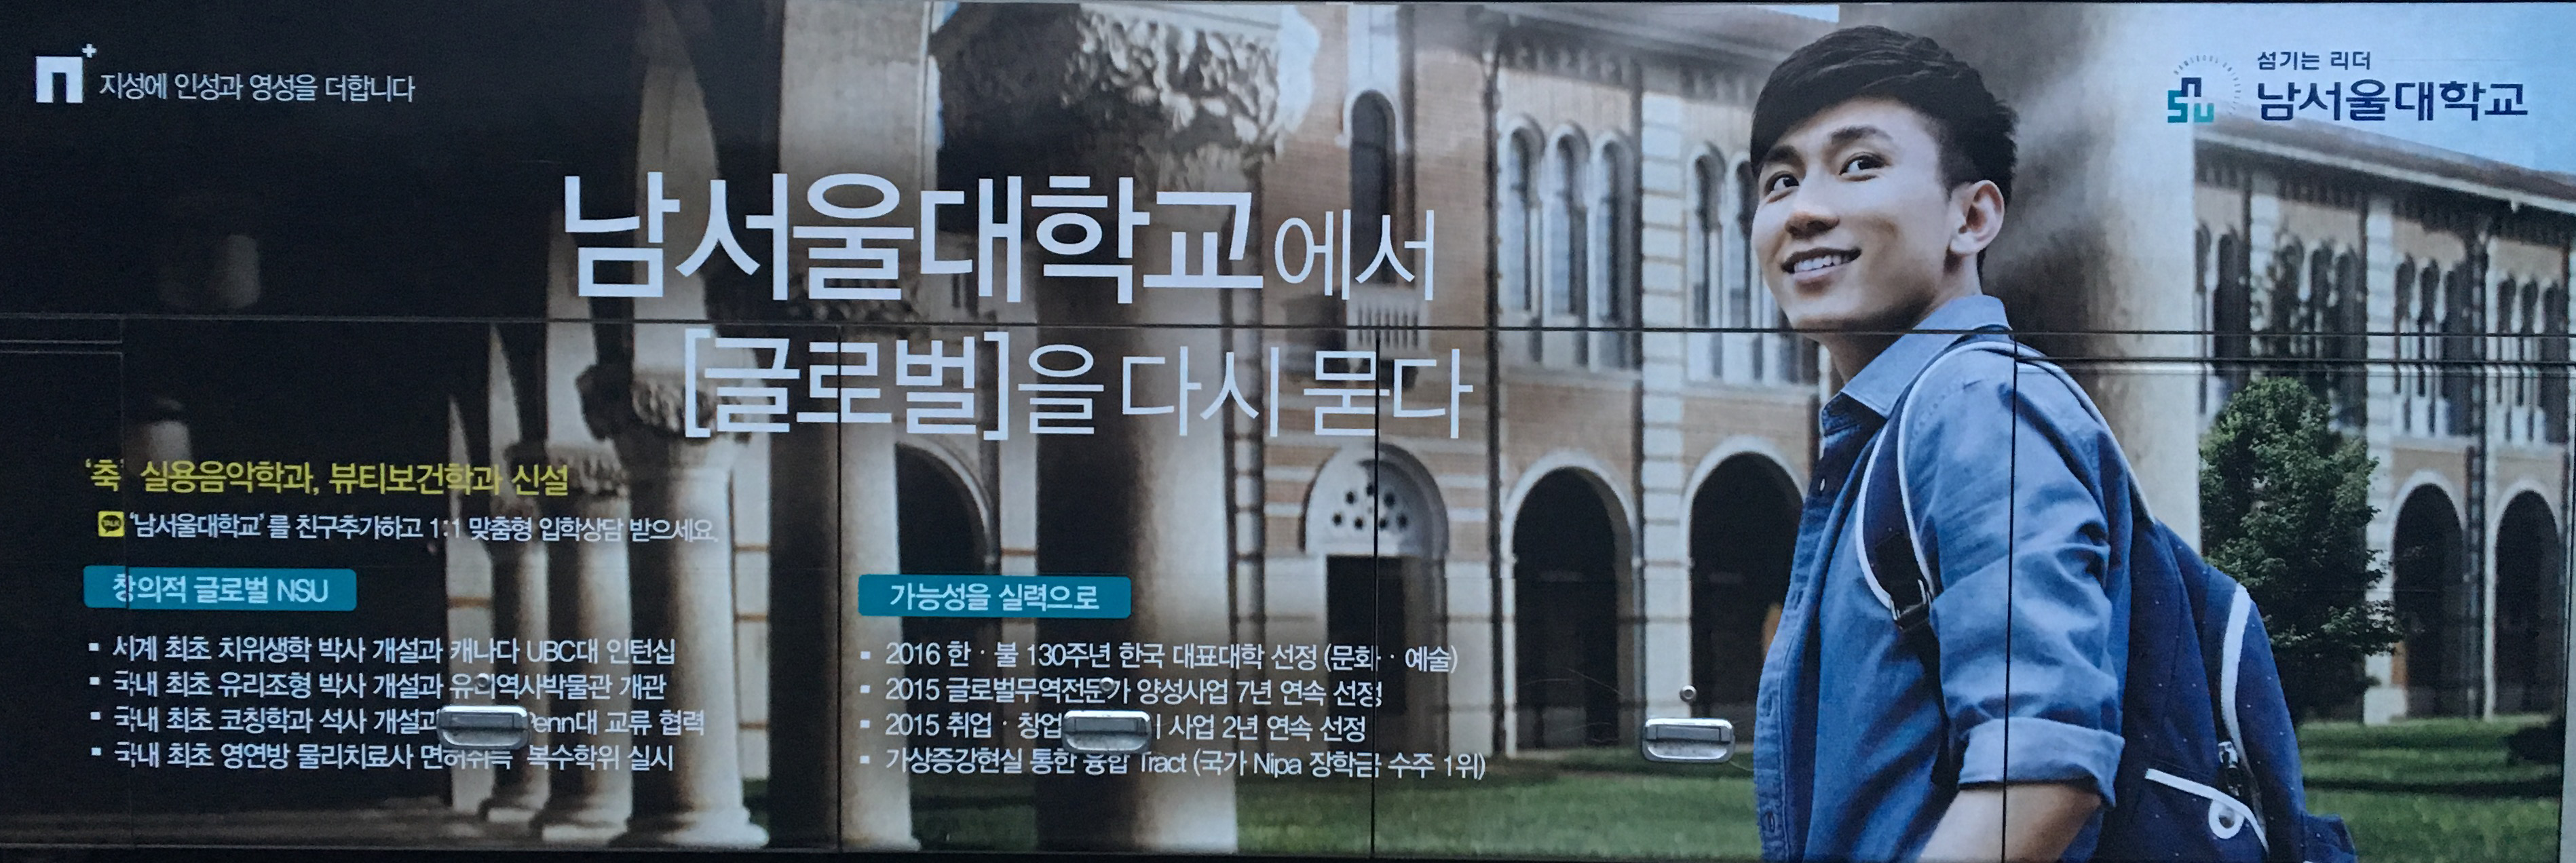 지성에 인성과 영성을 더합니다
섬기는 리더
nsu 남서울대학교
남서울대학교에서
[글로벌]을 다시 묻다
'축' 실용음악학과, 뷰티보건학과 신설
TALK '남서울대학교'를 친구추가하고 1:1 맞춤형 입학상담 받으세요.
창의적 글로벌 NSU
▪ 세계 최초 치위생학 박사 개설과 캐나다 UBC대 인턴십
▪ 국내 최초 유리조형 박사 개설과 유리역사박물관 개관
▪ 국내 최초 코칭학과 석사 개설과 대 교류 협력
▪ 국내 최초 영연방 물리치료사 면허취득 복수학위 실시
가능성을 실력으로
▪ 2016 한·불 130주년 한국 대표대학 선정 (문화·예술)
▪ 2015 글로벌무역전문가 양성사업 7년 연속 선정
▪ 2015 취업·창업 사업 2년 연속 선정
▪ 가상증강현실 통한 융합 Tract (국가 Nipa 장학금 수주 1위)